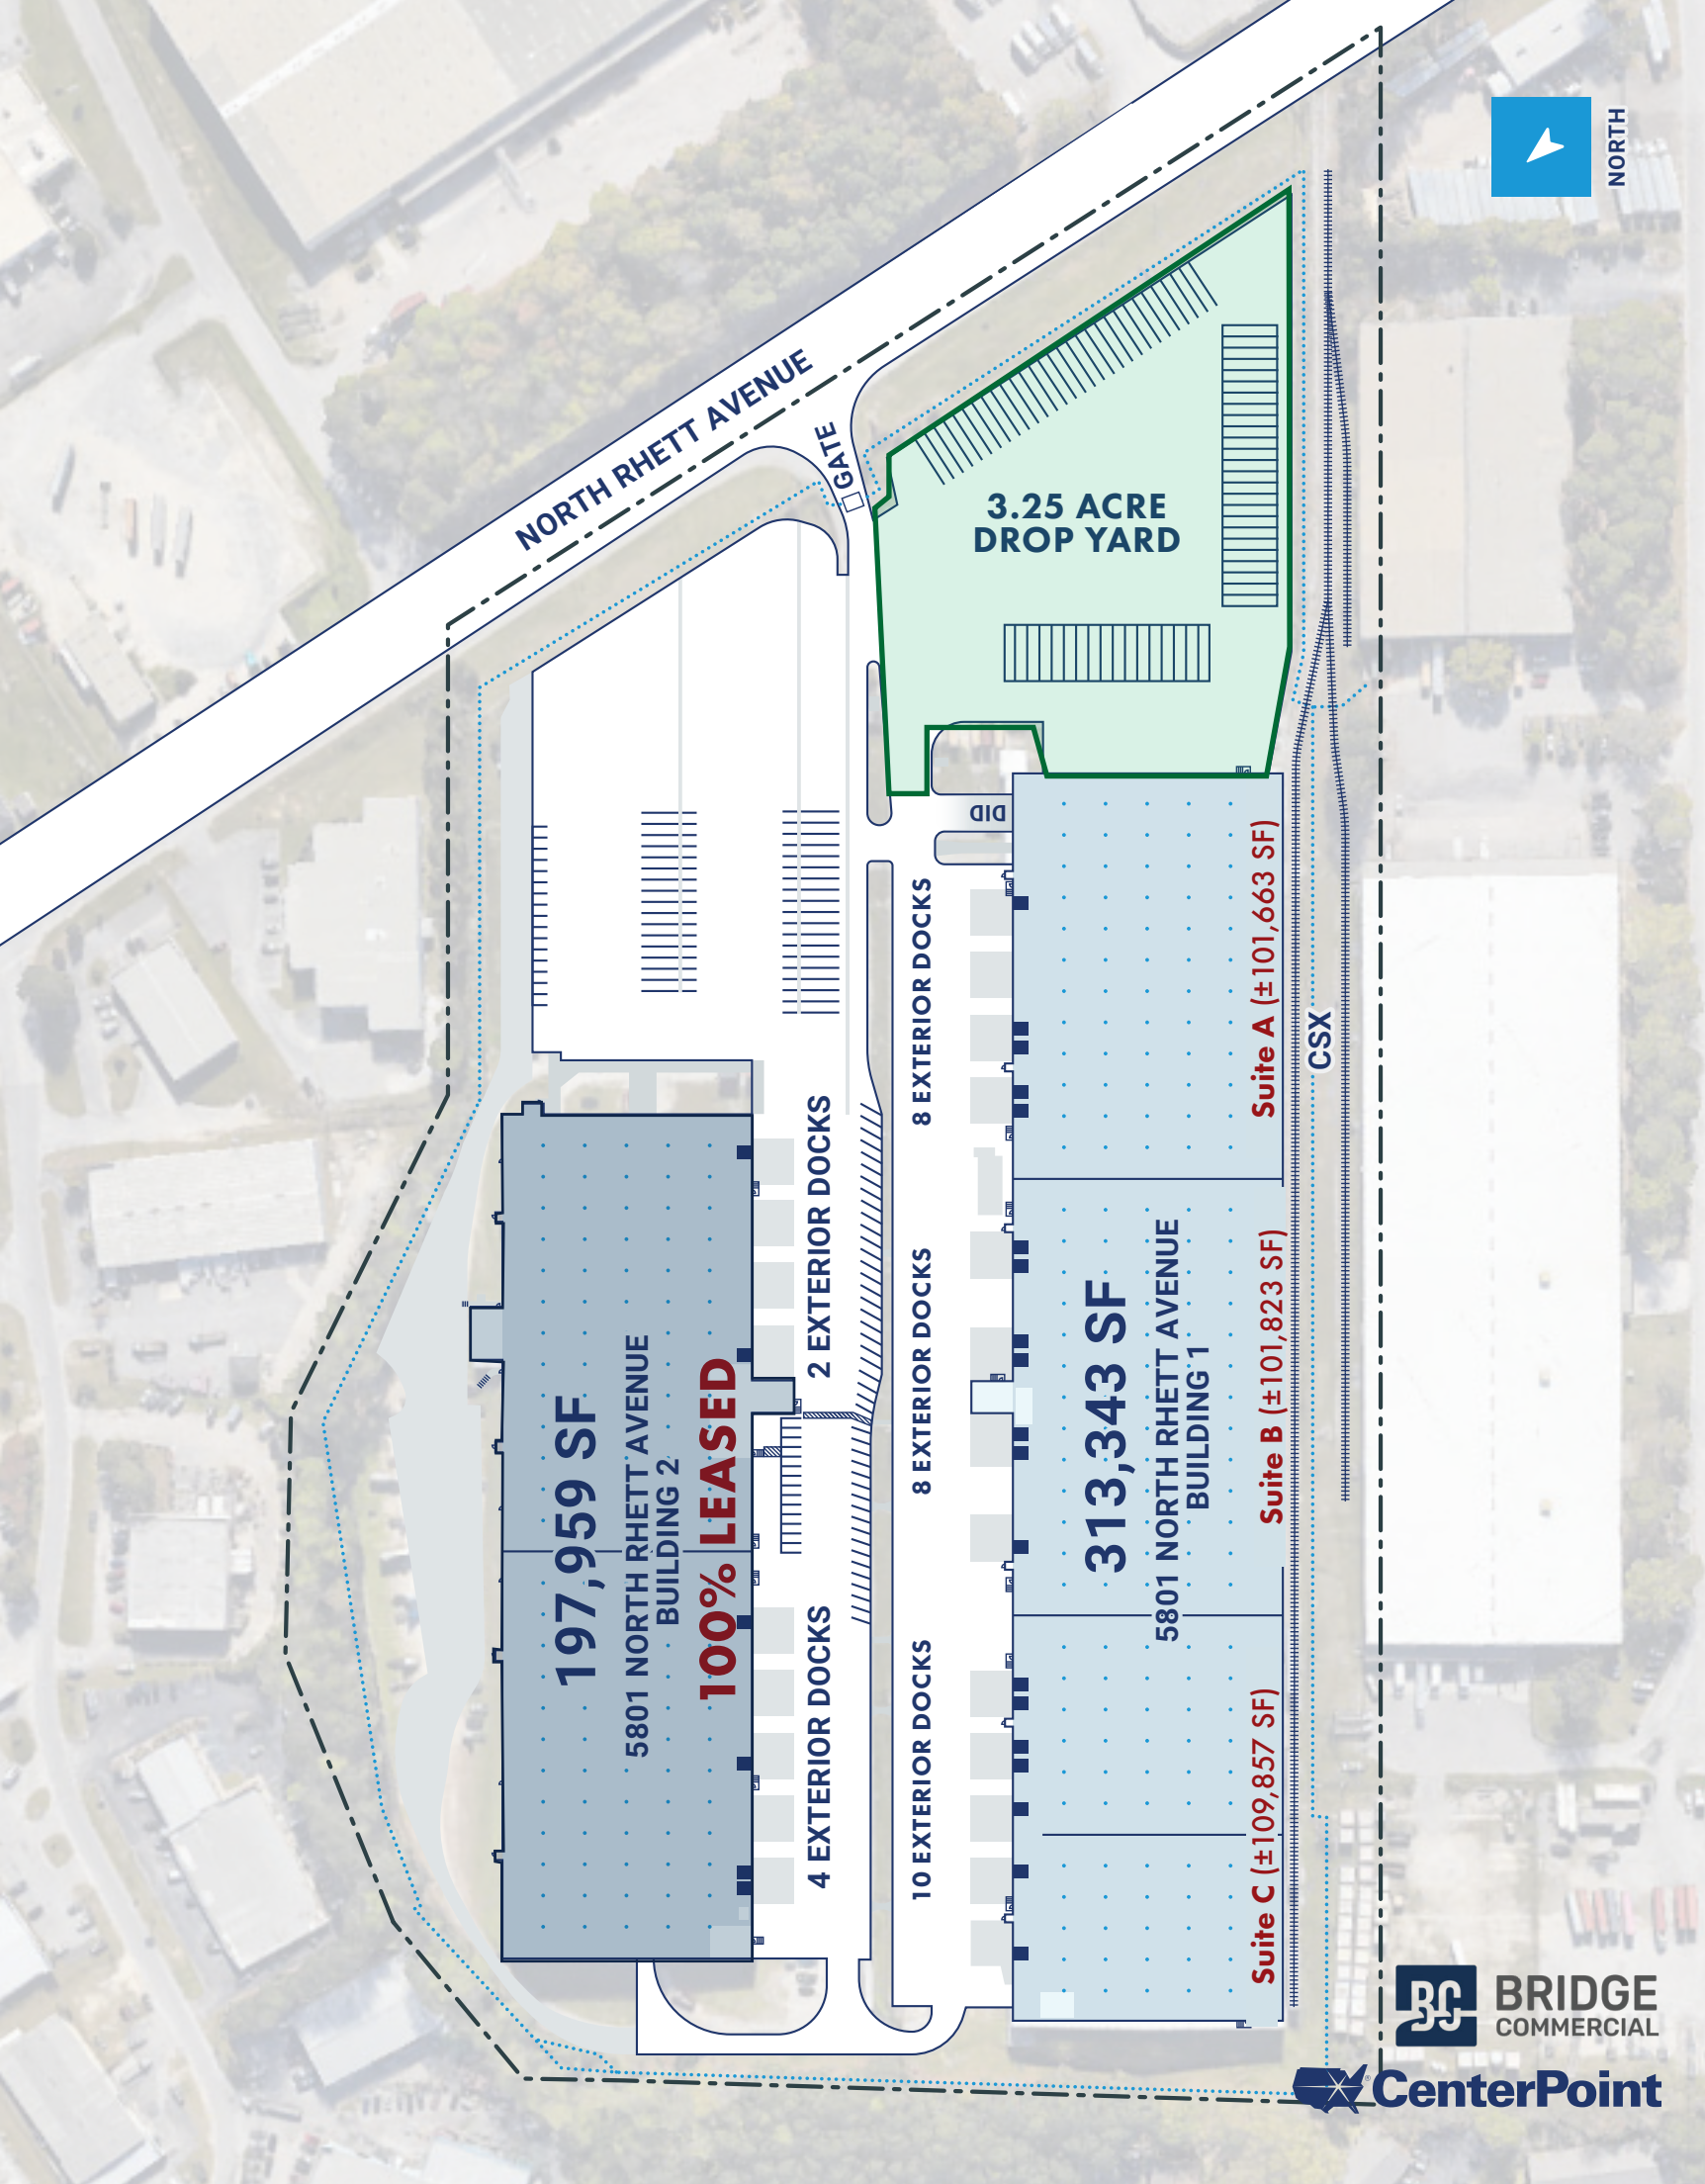 NORTH
NORTH RHETT AVENUE
GATE
3.25 ACRE
DROP YARD
DID
8 EXTERIOR DOCKS
Suite A (±101,663 SF)
CSX
2 EXTERIOR DOCKS
8 EXTERIOR DOCKS
313,343 SF
5801 NORTH RHETT AVENUE
BUILDING 1
Suite B (±101,823 SF)
197,959 SF
5801 NORTH RHETT AVENUE
BUILDING 2
100% LEASED
4 EXTERIOR DOCKS
10 EXTERIOR DOCKS
Suite C (±109,857 SF)
BC BRIDGE
COMMERCIAL
CenterPoint®